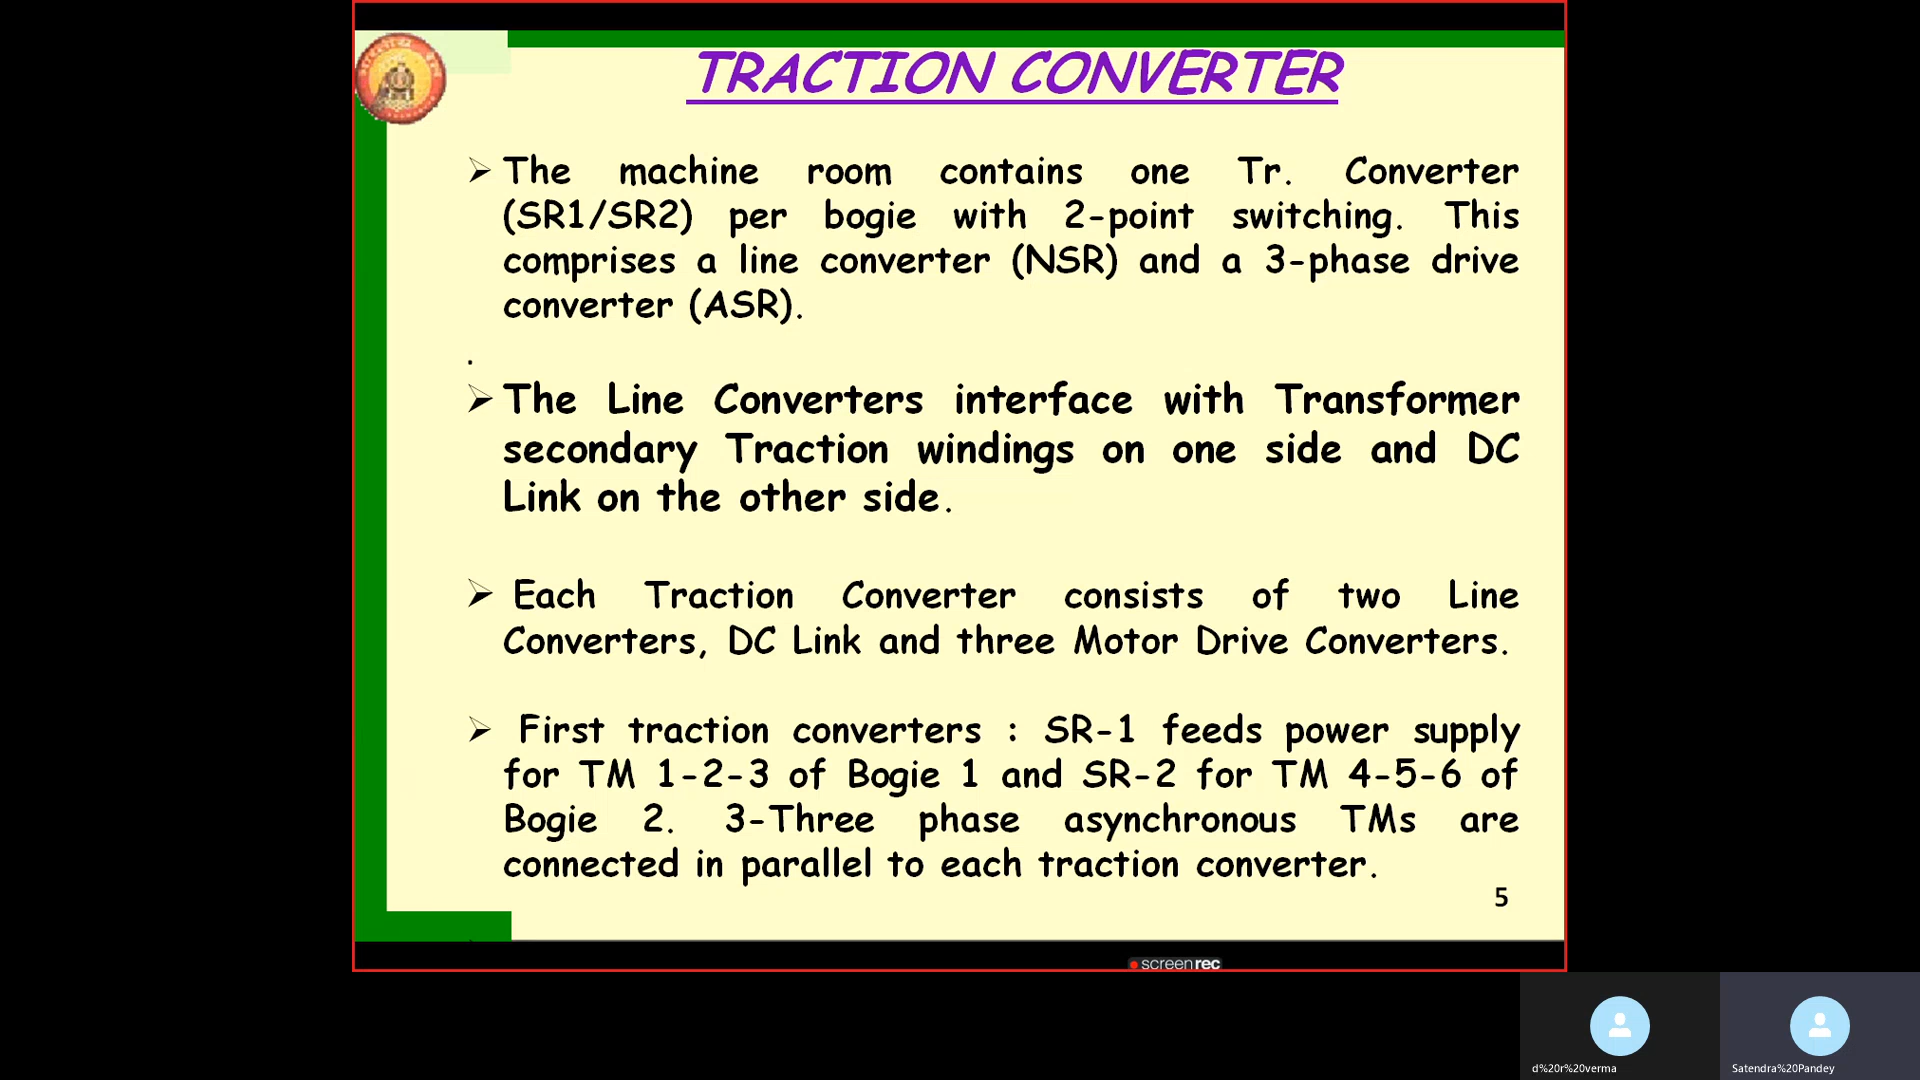 TRACTION CONVERTER
➢ The machine room contains one Tr. Converter
(SR1/SR2) per bogie with 2-point switching. This
comprises a line converter (NSR) and a 3-phase drive
converter (ASR).
.
➢ The Line Converters interface with Transformer
secondary Traction windings on one side and DC
Link on the other side.
➢ Each Traction Converter consists of two Line
Converters, DC Link and three Motor Drive Converters.
➢ First traction converters : SR-1 feeds power supply
for TM 1-2-3 of Bogie 1 and SR-2 for TM 4-5-6 of
Bogie 2. 3-Three phase asynchronous TMs are
connected in parallel to each traction converter.
5
screenrec
d%20r%20verma
Satendra%20Pandey